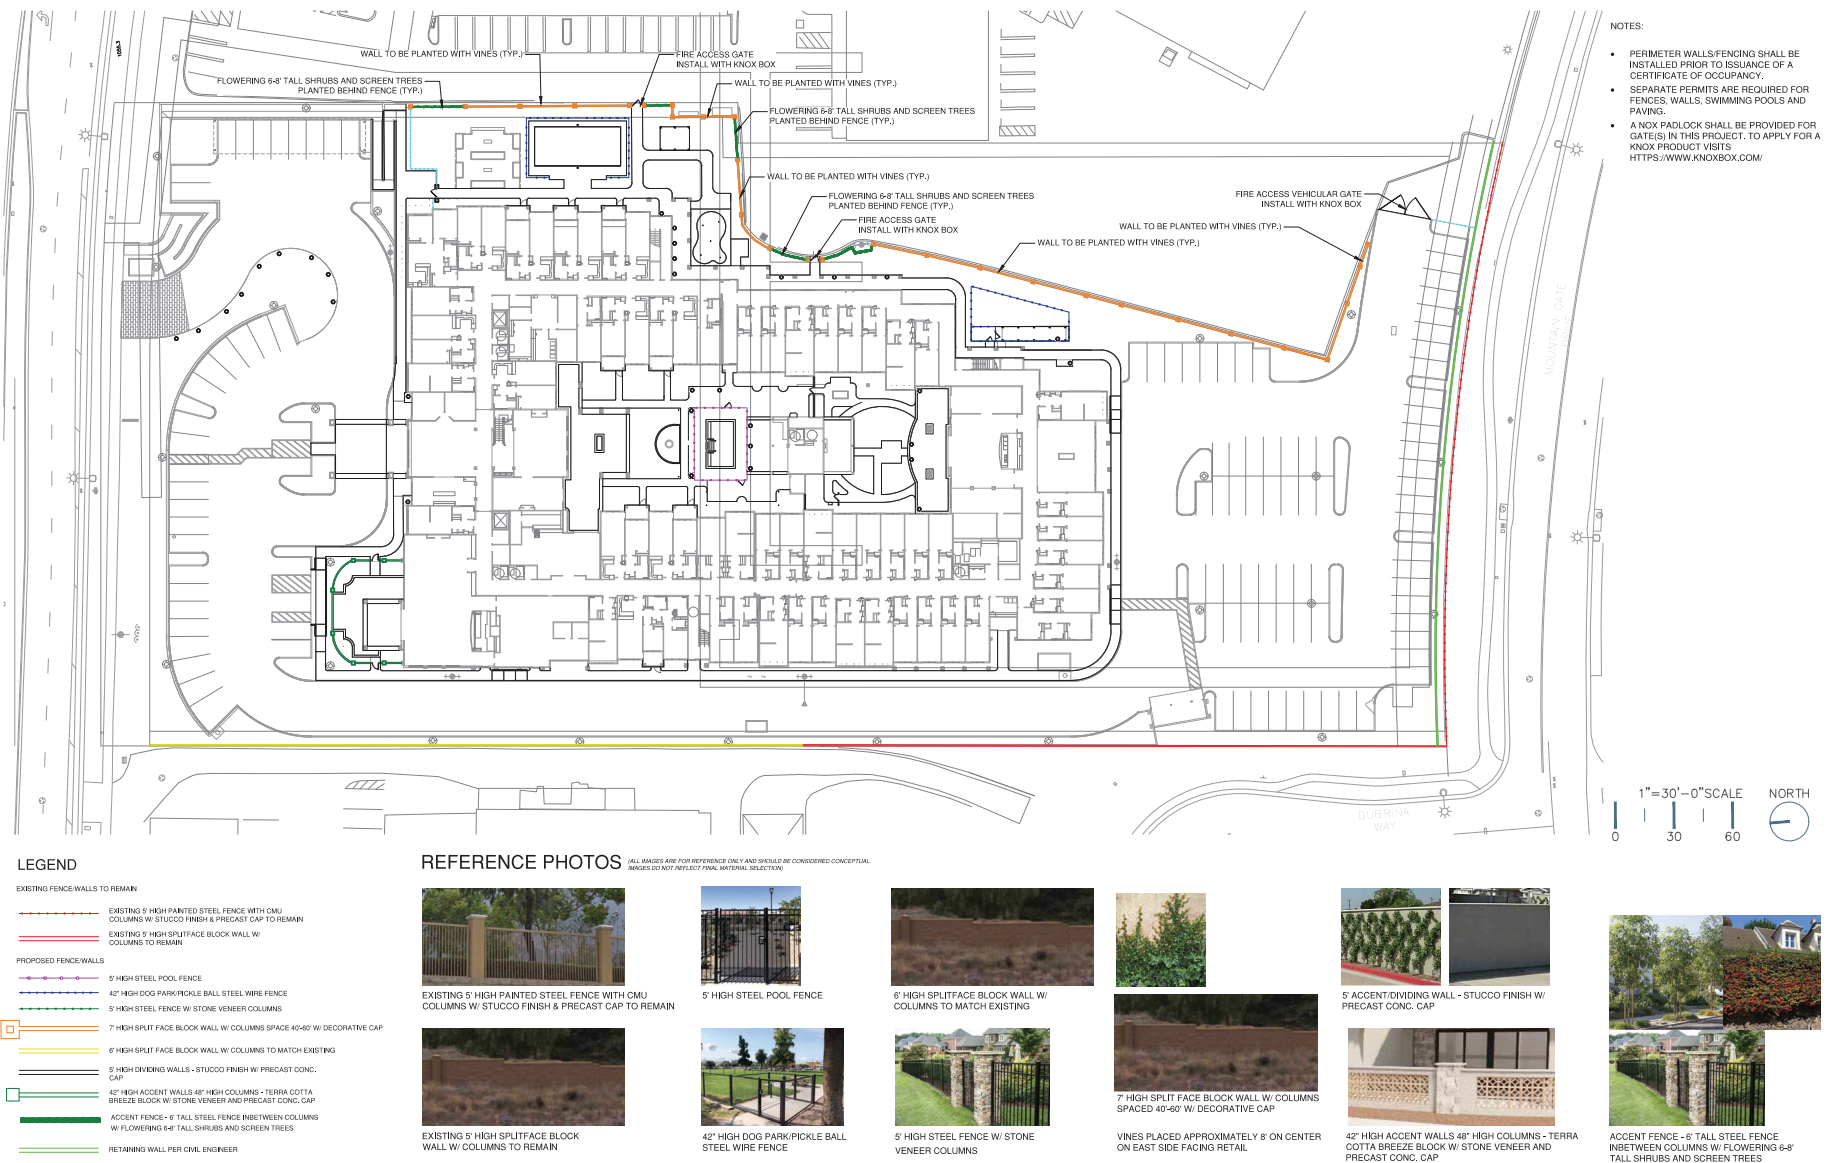 WALL TO BE PLANTED WITH VINES (TYP.)
FIRE ACCESS GATE
INSTALL WITH KNOX BOX
FLOWERING 6-8' TALL SHRUBS AND SCREEN TREES
PLANTED BEHIND FENCE (TYP.)
WALL TO BE PLANTED WITH VINES (TYP.)
FLOWERING 6-8' TALL SHRUBS AND SCREEN TREES
PLANTED BEHIND FENCE (TYP.)
WALL TO BE PLANTED WITH VINES (TYP.)
FLOWERING 6-8' TALL SHRUBS AND SCREEN TREES
PLANTED BEHIND FENCE (TYP.)
FIRE ACCESS GATE
INSTALL WITH KNOX BOX
WALL TO BE PLANTED WITH VINES (TYP.)
WALL TO BE PLANTED WITH VINES (TYP.)
FIRE ACCESS VEHICULAR GATE
INSTALL WITH KNOX BOX
MOUNTAIN GATE
DUBRINA
WAY
NOTES:
• PERIMETER WALLS/FENCING SHALL BE
INSTALLED PRIOR TO ISSUANCE OF A
CERTIFICATE OF OCCUPANCY.
• SEPARATE PERMITS ARE REQUIRED FOR
FENCES, WALLS, SWIMMING POOLS AND
PAVING.
• A NOX PADLOCK SHALL BE PROVIDED FOR
GATE(S) IN THIS PROJECT. TO APPLY FOR A
KNOX PRODUCT VISITS
HTTPS://WWW.KNOXBOX.COM/
1"=30'-0"SCALE
NORTH
0 30 60
LEGEND
EXISTING FENCE/WALLS TO REMAIN
EXISTING 5' HIGH PAINTED STEEL FENCE WITH CMU
COLUMNS W/ STUCCO FINISH & PRECAST CAP TO REMAIN
EXISTING 5' HIGH SPLITFACE BLOCK WALL W/
COLUMNS TO REMAIN
PROPOSED FENCE/WALLS
5' HIGH STEEL POOL FENCE
42" HIGH DOG PARK/PICKLE BALL STEEL WIRE FENCE
5' HIGH STEEL FENCE W/ STONE VENEER COLUMNS
7' HIGH SPLIT FACE BLOCK WALL W/ COLUMNS SPACE 40'-60' W/ DECORATIVE CAP
6' HIGH SPLIT FACE BLOCK WALL W/ COLUMNS TO MATCH EXISTING
5' HIGH DIVIDING WALLS - STUCCO FINISH W/ PRECAST CONC.
CAP
42" HIGH ACCENT WALLS 48" HIGH COLUMNS - TERRA COTTA
BREEZE BLOCK W/ STONE VENEER AND PRECAST CONC. CAP
ACCENT FENCE - 6' TALL STEEL FENCE INBETWEEN COLUMNS
W/ FLOWERING 6-8' TALL SHRUBS AND SCREEN TREES
RETAINING WALL PER CIVIL ENGINEER
REFERENCE PHOTOS
(ALL IMAGES ARE FOR REFERENCE ONLY AND SHOULD BE CONSIDERED CONCEPTUAL.
IMAGES DO NOT REFLECT FINAL MATERIAL SELECTION)
EXISTING 5' HIGH PAINTED STEEL FENCE WITH CMU
COLUMNS W/ STUCCO FINISH & PRECAST CAP TO REMAIN
5' HIGH STEEL POOL FENCE
6' HIGH SPLITFACE BLOCK WALL W/
COLUMNS TO MATCH EXISTING
5' ACCENT/DIVIDING WALL - STUCCO FINISH W/
PRECAST CONC. CAP
EXISTING 5' HIGH SPLITFACE BLOCK
WALL W/ COLUMNS TO REMAIN
42" HIGH DOG PARK/PICKLE BALL
STEEL WIRE FENCE
5' HIGH STEEL FENCE W/ STONE
VENEER COLUMNS
7' HIGH SPLIT FACE BLOCK WALL W/ COLUMNS
SPACED 40'-60' W/ DECORATIVE CAP
VINES PLACED APPROXIMATELY 8' ON CENTER
ON EAST SIDE FACING RETAIL
42" HIGH ACCENT WALLS 48" HIGH COLUMNS - TERRA
COTTA BREEZE BLOCK W/ STONE VENEER AND
PRECAST CONC. CAP
ACCENT FENCE - 6' TALL STEEL FENCE
INBETWEEN COLUMNS W/ FLOWERING 6-8'
TALL SHRUBS AND SCREEN TREES